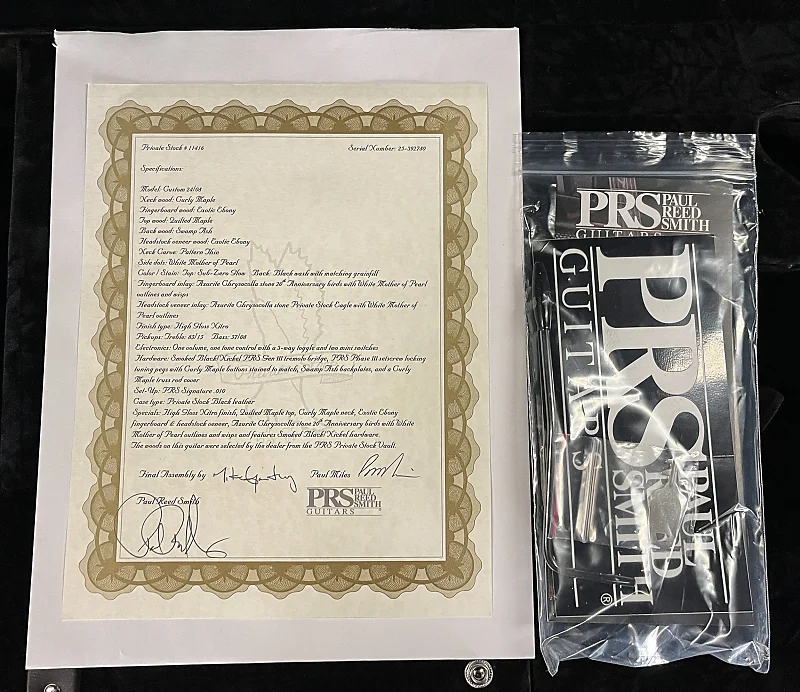 Private Stock # 11416 Serial Number: 23-392789
Specifications:
Model: Custom 24/08
Neck wood: Curly Maple
Fingerboard wood: Exotic Ebony
Top wood: Quilted Maple
Back wood: Swamp Ash
Headstock veneer wood: Exotic Ebony
Neck Carve: Pattern Thin
Side dots: White Mother of Pearl
Color / Stain: Top: Sub-Zero Glow Back: Black wash with matching grainfill
Fingerboard inlay: Azurite Chrysocolla stone 20th Anniversary birds with White Mother of Pearl
outlines and wisps
Headstock veneer inlay: Azurite Chrysocolla stone Private Stock Eagle with White Mother of
Pearl outlines
Finish type: High Gloss Nitro
Pickups: Treble: 85/15 Bass: 57/08
Electronics: One volume, one tone control with a 3-way toggle and two mini switches
Hardware: Smoked Black/Nickel PRS Gen III tremolo bridge, PRS Phase III setscrew locking
tuning pegs with Curly Maple buttons stained to match, Swamp Ash backplates, and a Curly
Maple truss rod cover
Set-Up: PRS Signature .010
Case type: Private Stock Black leather
Specials: High Gloss Nitro finish, Quilted Maple top, Curly Maple neck, Exotic Ebony
fingerboard & headstock veneer, Azurite Chrysocolla stone 20th Anniversary birds with White
Mother of Pearl outlines and wisps and features Smoked Black/Nickel hardware.
The woods on this guitar were selected by the dealer from the PRS Private Stock Vault.
Final Assembly by Paul Miles
Paul Reed Smith
PRS PAUL REED SMITH
GUITARS ®
PRS PAUL REED SMITH
GUITARS
PRS PAUL REED SMITH
GUITARS ®